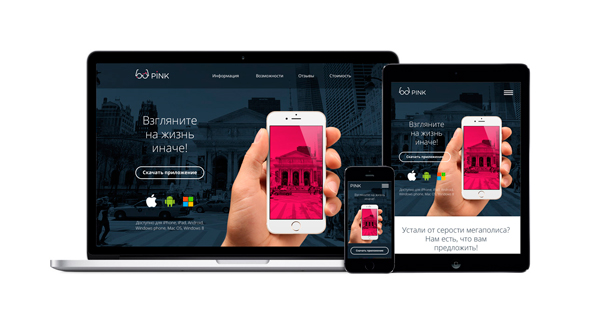 PINK
Информация Возможности Отзывы Стоимость
Взгляните
на жизнь
иначе!
Скачать приложение
Доступно для iPhone, iPad, Android
Windows phone, Mac OS, Windows 8
PINK
Взгляните на жизнь
иначе!
Скачать приложение
PINK
Взгляните
на жизнь
иначе!
Скачать приложение
Доступно для iPhone, iPad, Android
Windows phone, Mac OS, Windows 8
Устали от серости мегаполиса?
Нам есть, что вам
предложить!